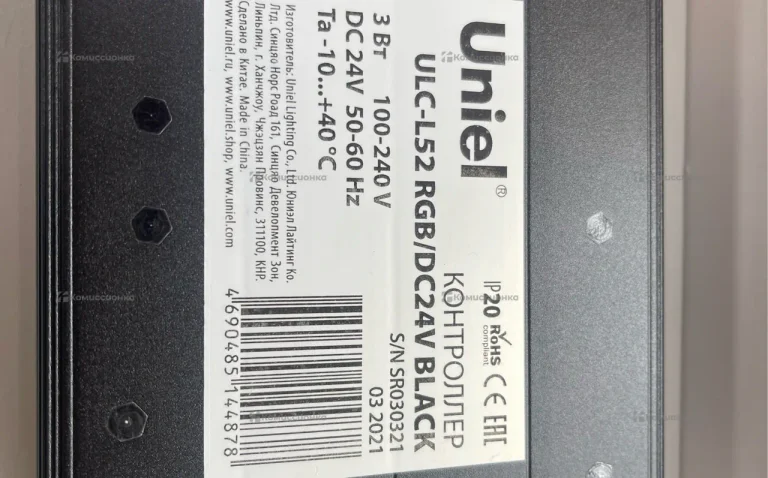 Uniel®
IP20 RoHS compliant CE EAC
КОНТРОЛЛЕР
ULC-L52 RGB/DC24V BLACK
S/N SR030321
3 Вт 100-240 V
03 2021
DC 24V 50-60 Hz
Ta -10...+40 °C
Изготовитель: Uniel Lighting Co., Ltd. Юниэл Лайтинг Ко.
Лтд. Синцяо Норс Роад 161, Синцяо Девелопмент Зон,
Линьпин, г. Ханчжоу, Чжэцзян Провинс, 311100, КНР.
Сделано в Китае. Made in China.
www.uniel.ru, www.uniel.shop, www.uniel.com
4 690485 144878
Комиссионко